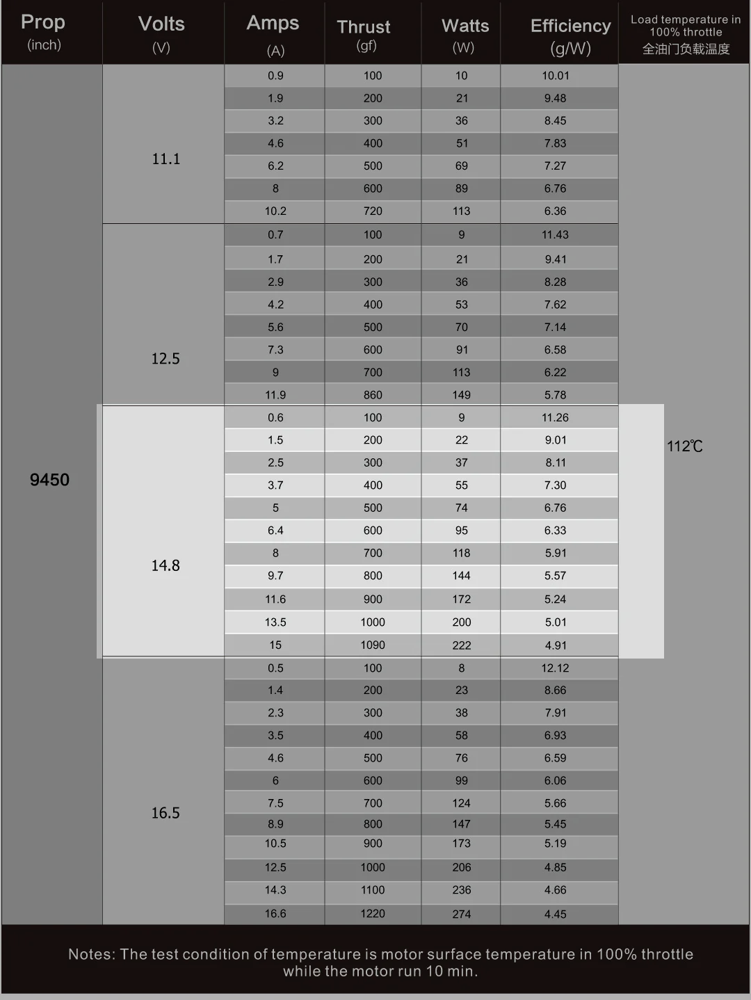 Prop Volts Amps Thrust Watts Efficiency Load temperature in
(inch) (V) (A) (gf) (W) (g/W) 100% throttle
全油门负载温度
0.9 100 10 10.01
1.9 200 21 9.48
3.2 300 36 8.45
4.6 400 51 7.83
11.1
6.2 500 69 7.27
8 600 89 6.76
10.2 720 113 6.36
0.7 100 9 11.43
1.7 200 21 9.41
2.9 300 36 8.28
4.2 400 53 7.62
5.6 500 70 7.14
7.3 600 91 6.58
12.5
9 700 113 6.22
11.9 860 149 5.78
0.6 100 9 11.26
1.5 200 22 9.01
112℃
2.5 300 37 8.11
9450
3.7 400 55 7.30
5 500 74 6.76
6.4 600 95 6.33
8 700 118 5.91
14.8
9.7 800 144 5.57
11.6 900 172 5.24
13.5 1000 200 5.01
15 1090 222 4.91
0.5 100 8 12.12
1.4 200 23 8.66
2.3 300 38 7.91
3.5 400 58 6.93
4.6 500 76 6.59
6 600 99 6.06
7.5 700 124 5.66
16.5
8.9 800 147 5.45
10.5 900 173 5.19
12.5 1000 206 4.85
14.3 1100 236 4.66
16.6 1220 274 4.45
Notes: The test condition of temperature is motor surface temperature in 100% throttle
while the motor run 10 min.